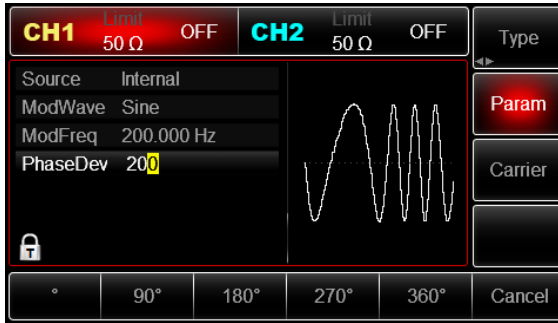 CH1 Limit 50 Ω OFF CH2 Limit 50 Ω OFF
Type
Source Internal
ModWave Sine
ModFreq 200.000 Hz
PhaseDev 200
Param
Carrier
T
° 90° 180° 270° 360° Cancel